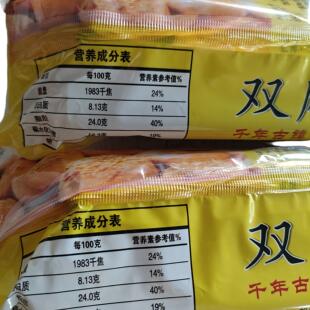 营养成分表
每100克 营养素参考值%
1983千焦 24%
8.13克 14%
24.0克 40%
19%
双
千年古
营养成分表
每100克 营养素参考值%
1983千焦 24%
8.13克 14%
24.0克 40%
19%
双
千年古